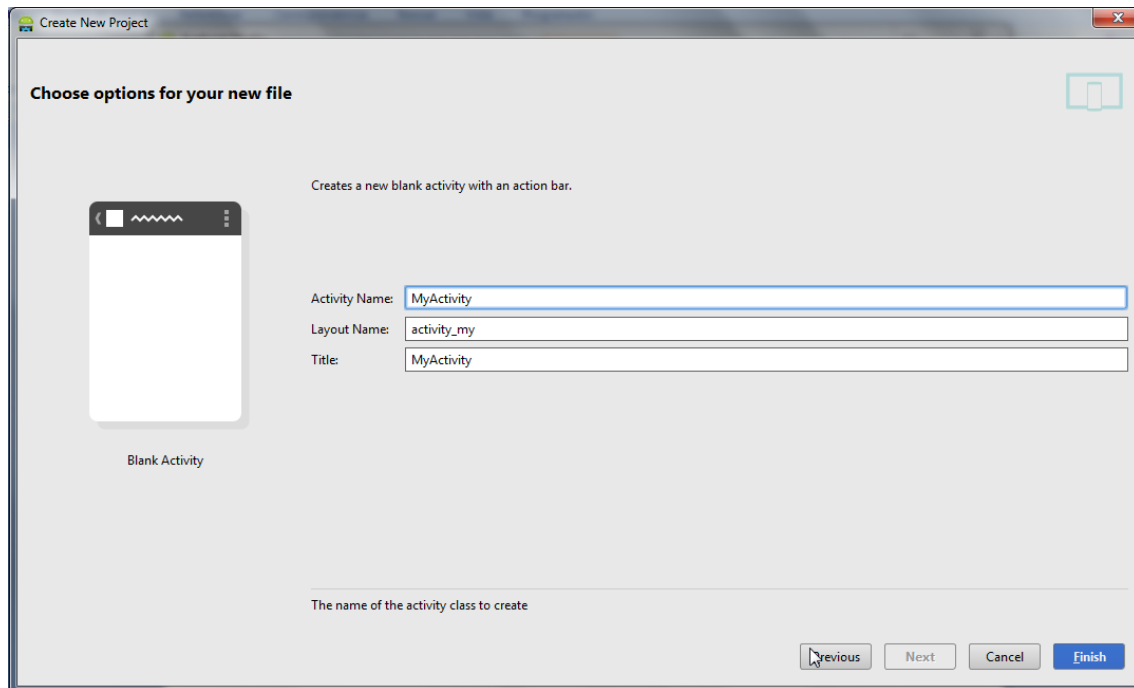 Create New Project
Choose options for your new file
Creates a new blank activity with an action bar.
Activity Name: MyActivity
Layout Name: activity_my
Title: MyActivity
Blank Activity
The name of the activity class to create
Previous Next Cancel Finish